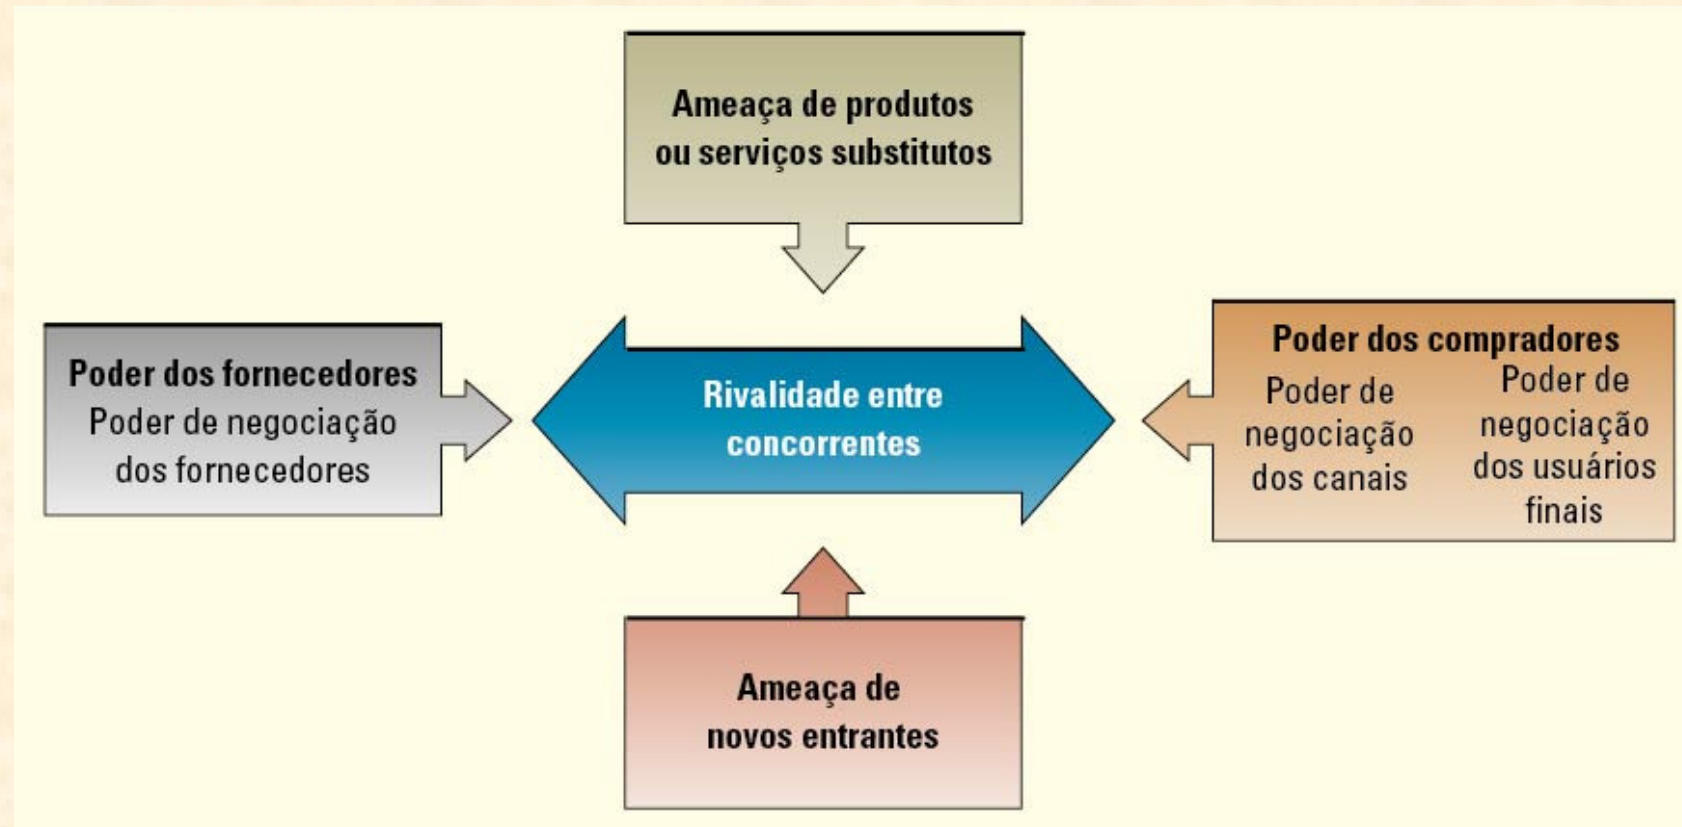 Ameaça de produtos
ou serviços substitutos
Poder dos fornecedores
Poder de negociação
dos fornecedores
Rivalidade entre
concorrentes
Poder dos compradores
Poder de
negociação
dos canais
Poder de
negociação
dos usuários
finais
Ameaça de
novos entrantes